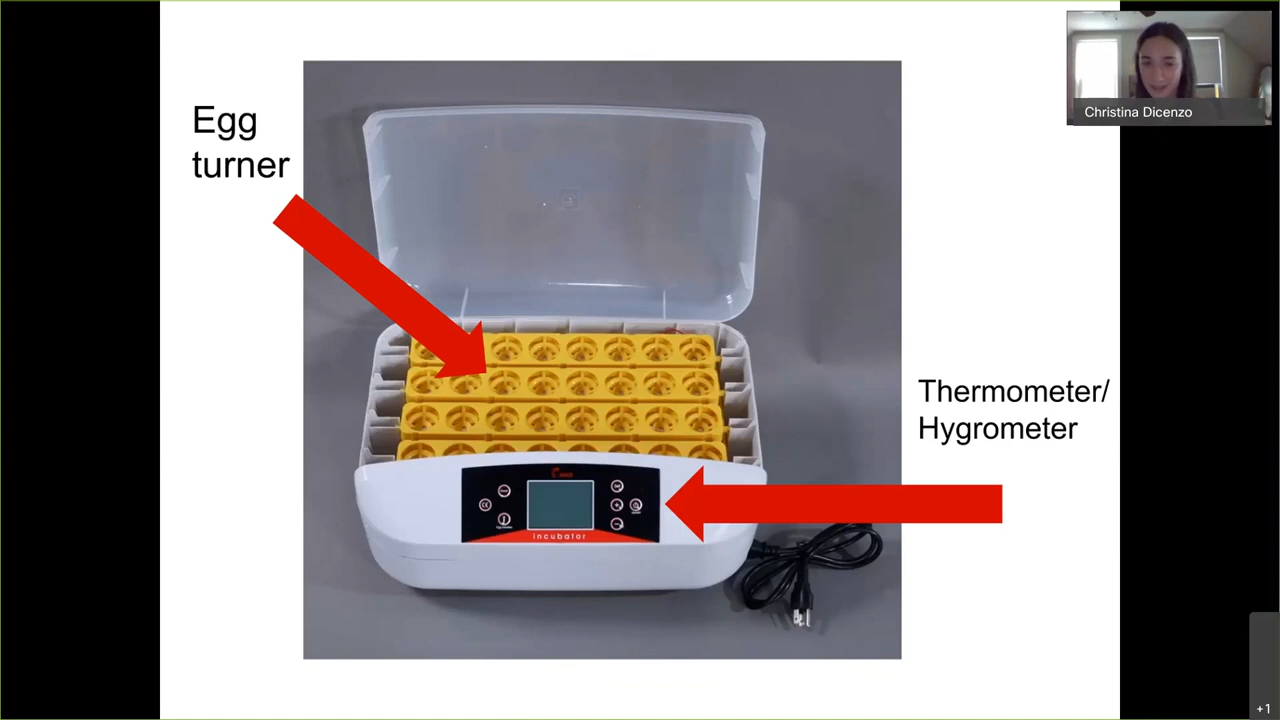 Egg
turner
Christina Dicenzo
Thermometer/
Hygrometer
incubator
+1